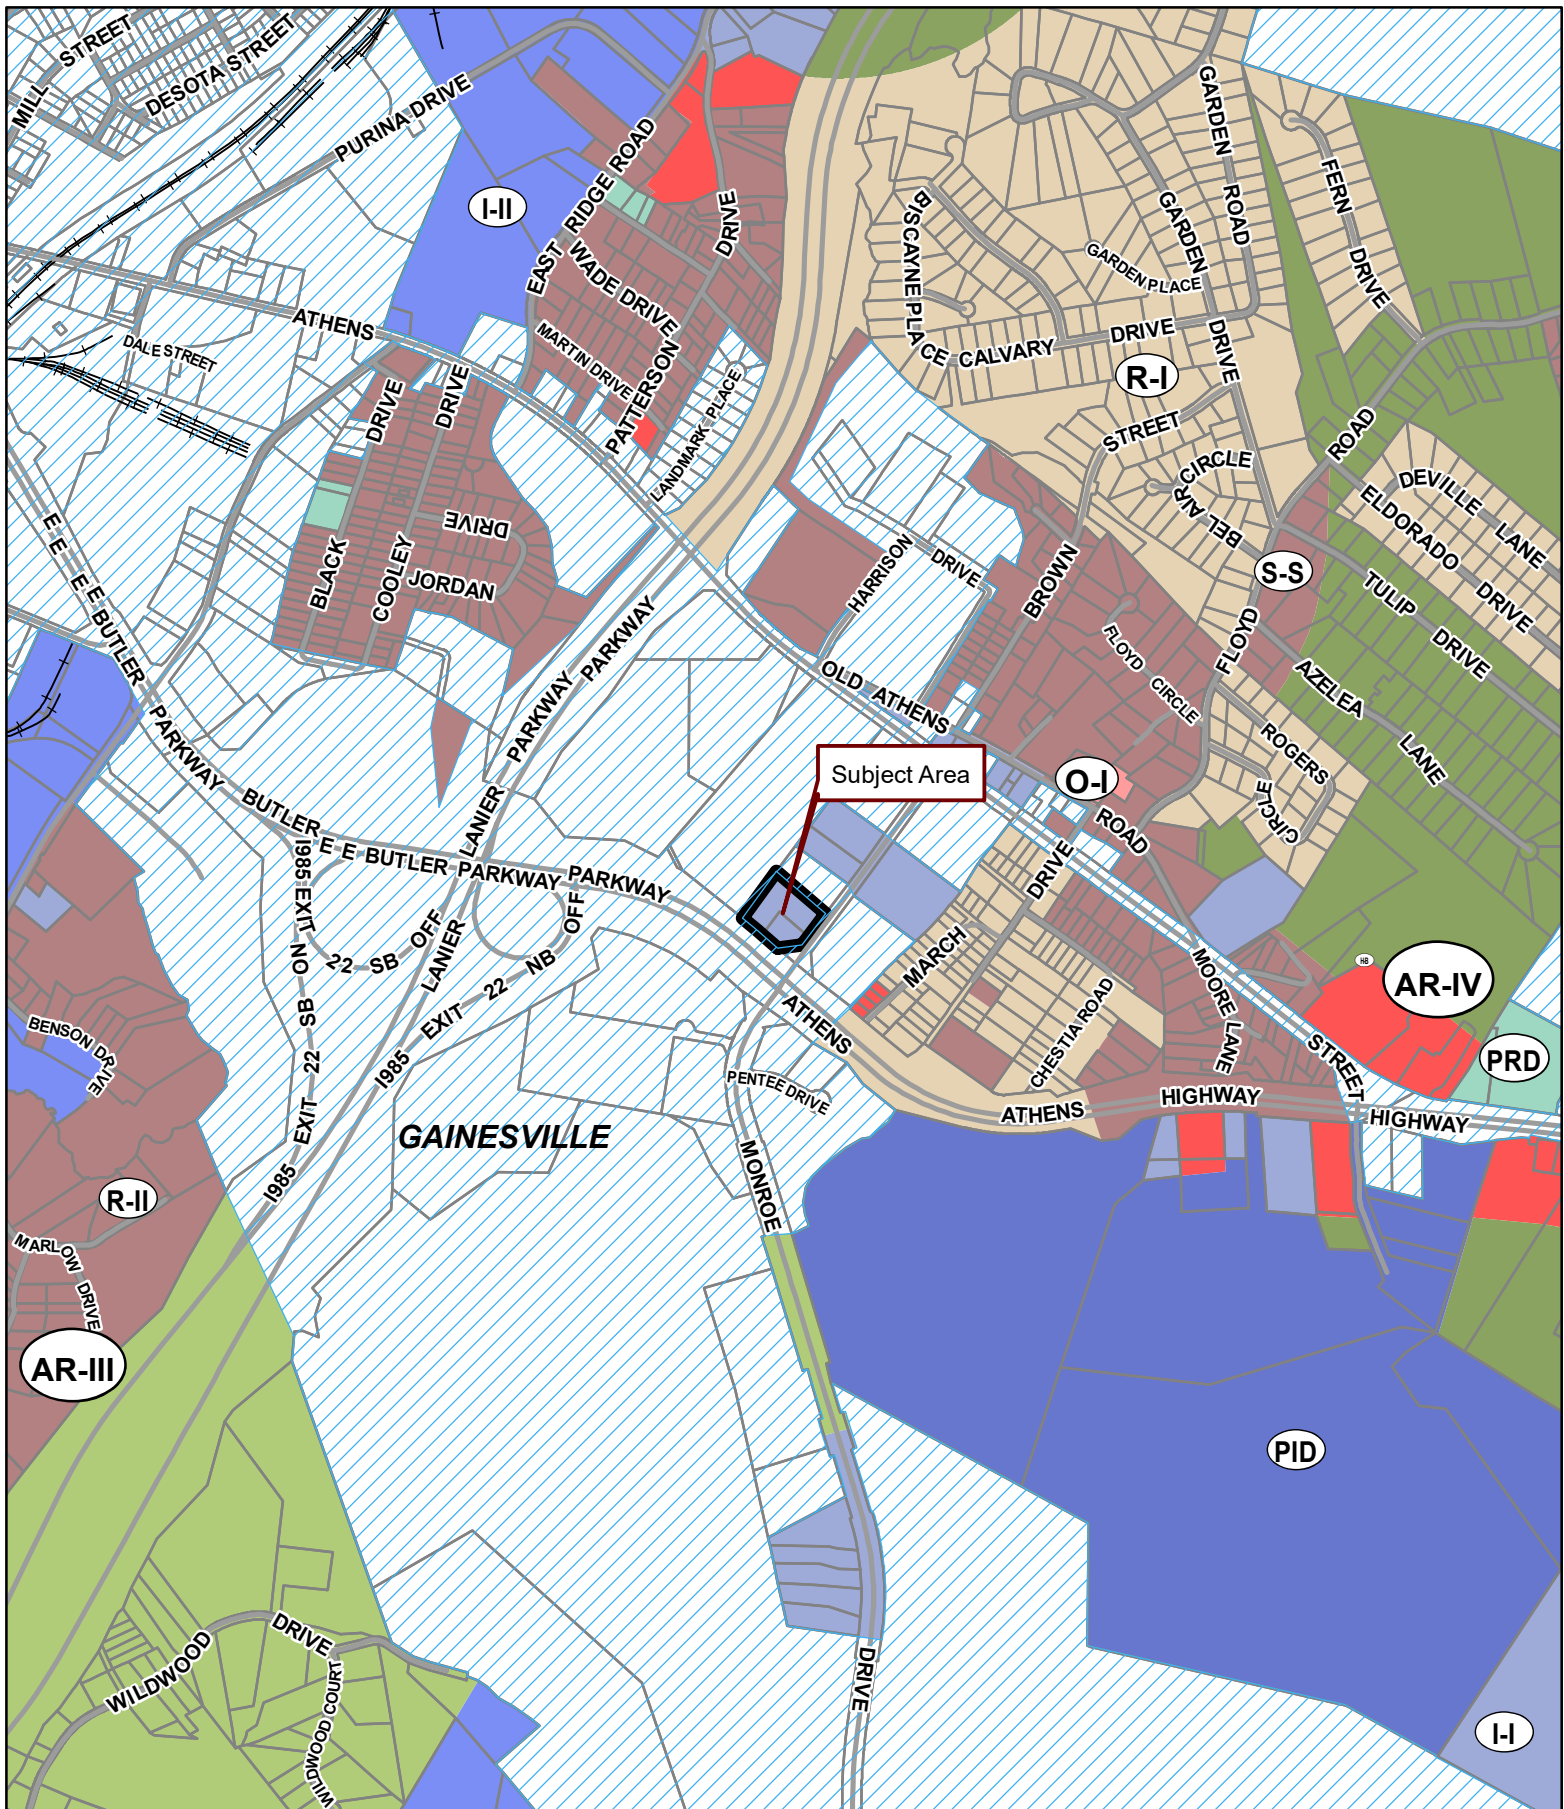 MILL STREET
DESOTA STREET
PURINA DRIVE
I-II
EAST RIDGE ROAD
DRIVE
WADE DRIVE
MARTIN DRIVE
PATTERSON
LANDMARK PLACE
ATHENS
DALE STREET
DRIVE
DRIVE
DRIVE
BLACK
COOLEY
JORDAN
GARDEN ROAD
GARDEN
GARDEN PLACE
FERN DRIVE
BISCAYNE PLACE
CALVARY DRIVE
DRIVE
R-I
STREET
CIRCLE
BEL AIR
ROAD
DEVILLE LANE
ELDORADO DRIVE
S-S
TULIP DRIVE
HARRISON DRIVE
BROWN
FLOYD
FLOYD CIRCLE
AZELEA LANE
ROGERS
CIRCLE
E E E E BUTLER PARKWAY
PARKWAY
PARKWAY
OLD ATHENS
Subject Area
O-I
ROAD
BUTLER
E E BUTLER PARKWAY
PARKWAY
LANIER
I985 EXIT NO SB 22 EXIT I985
22 SB OFF
LANIER
OFF
I985 EXIT 22 NB
DRIVE
MARCH
MOORE LANE
HB
AR-IV
ATHENS
CHESTIA ROAD
STREET
PRD
BENSON DRIVE
PENTEE DRIVE
ATHENS HIGHWAY
HIGHWAY
GAINESVILLE
MONROE
R-II
MARLOW DRIVE
AR-III
PID
WILDWOOD DRIVE
WILDWOOD COURT
DRIVE
I-I